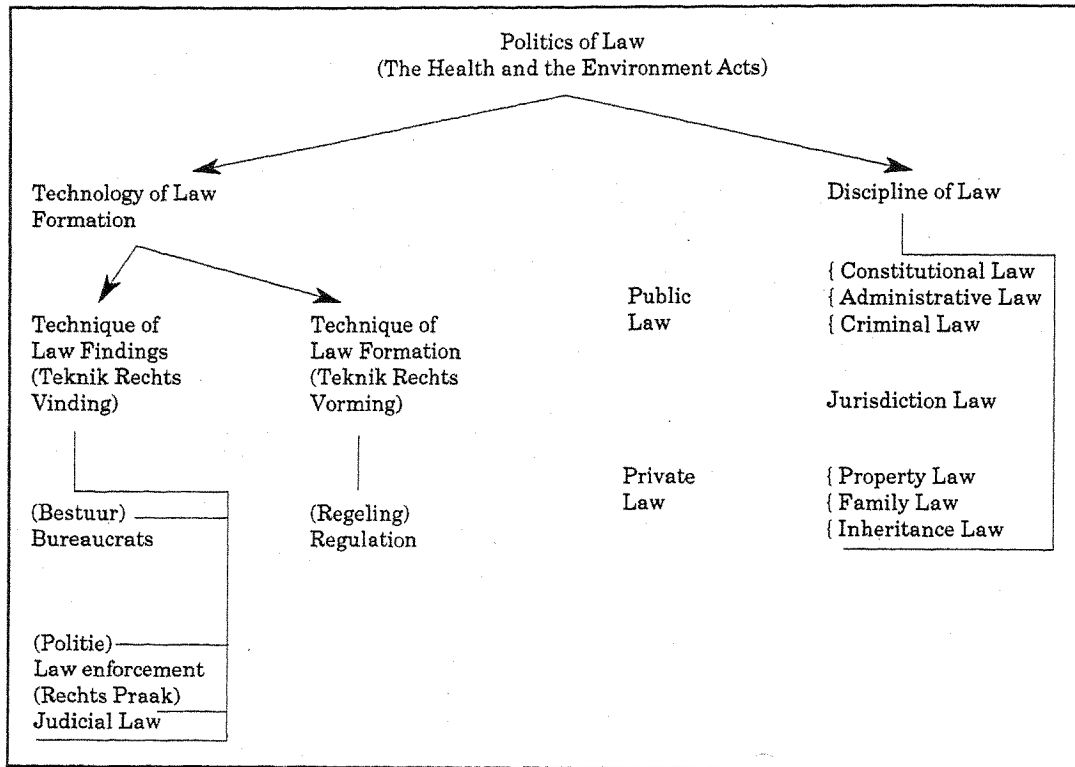 Politics of Law
(The Health and the Environment Acts)
Technology of Law
Formation
Technique of
Law Findings
(Teknik Rechts
Vinding)
(Bestuur)
Bureaucrats
(Politie)
Law enforcement
(Rechts Praak)
Judicial Law
Technique of
Law Formation
(Teknik Rechts
Vorming)
(Regeling)
Regulation
Discipline of Law
Public
Law
{ Constitutional Law
{ Administrative Law
{ Criminal Law
Jurisdiction Law
Private
Law
{ Property Law
{ Family Law
{ Inheritance Law